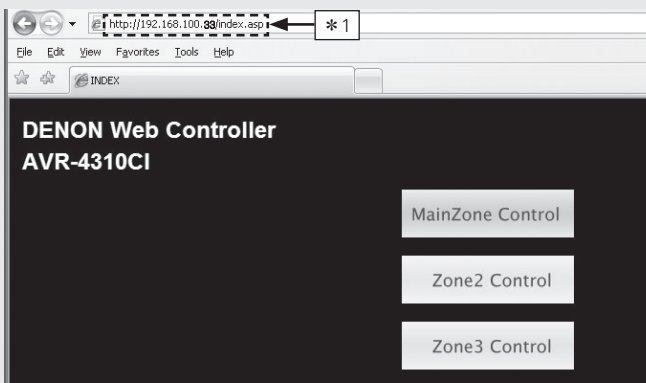 http://192.168.100.33/index.asp
*1
File Edit View Favorites Tools Help
INDEX
DENON Web Controller
AVR-4310CI
MainZone Control
Zone2 Control
Zone3 Control